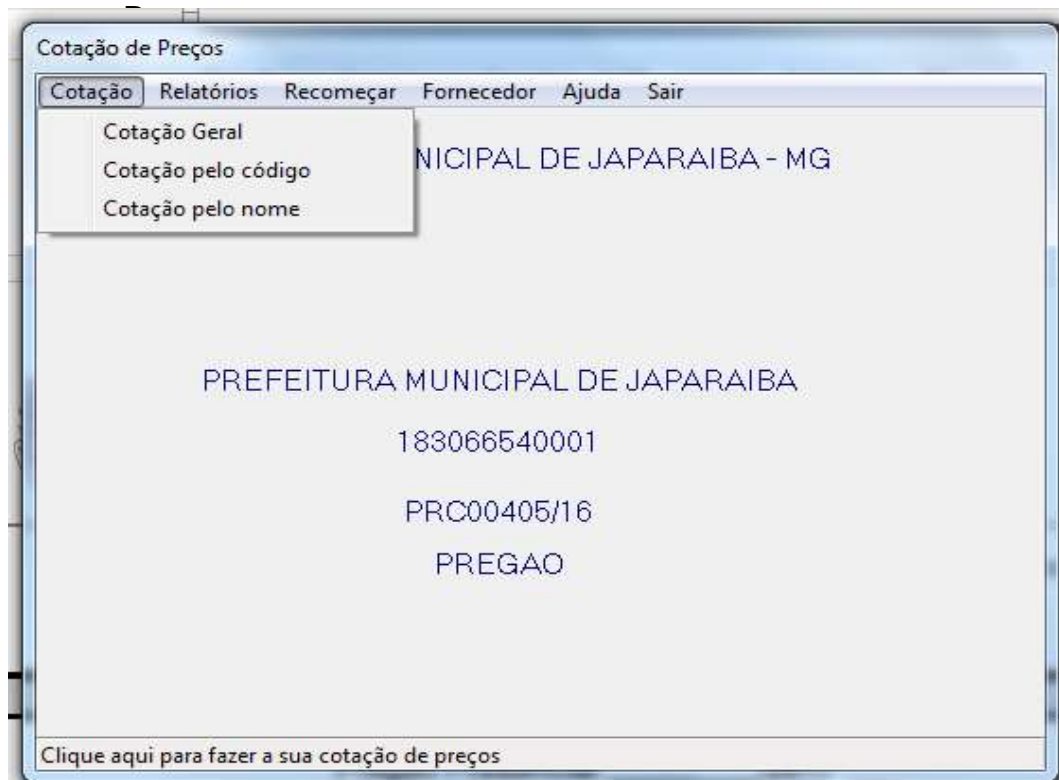 Cotação de Preços
Cotação Relatórios Recomeçar Fornecedor Ajuda Sair
Cotação Geral
Cotação pelo código
Cotação pelo nome
NICIPAL DE JAPARAIBA - MG
PREFEITURA MUNICIPAL DE JAPARAIBA
183066540001
PRC00405/16
PREGAO
Clique aqui para fazer a sua cotação de preços